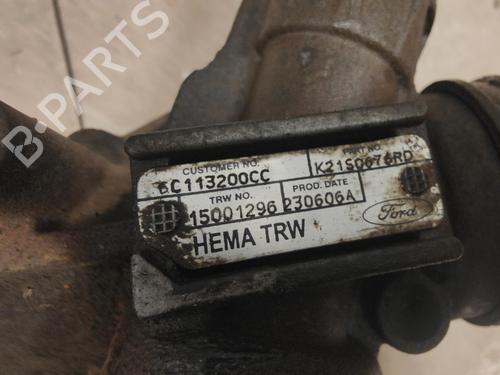 B-PARTS
CUSTOMER NO. PART NO.
6C113200CC K21S0676RD
TRW NO. PROD. DATE
15001296 230606A
HEMA TRW Ford